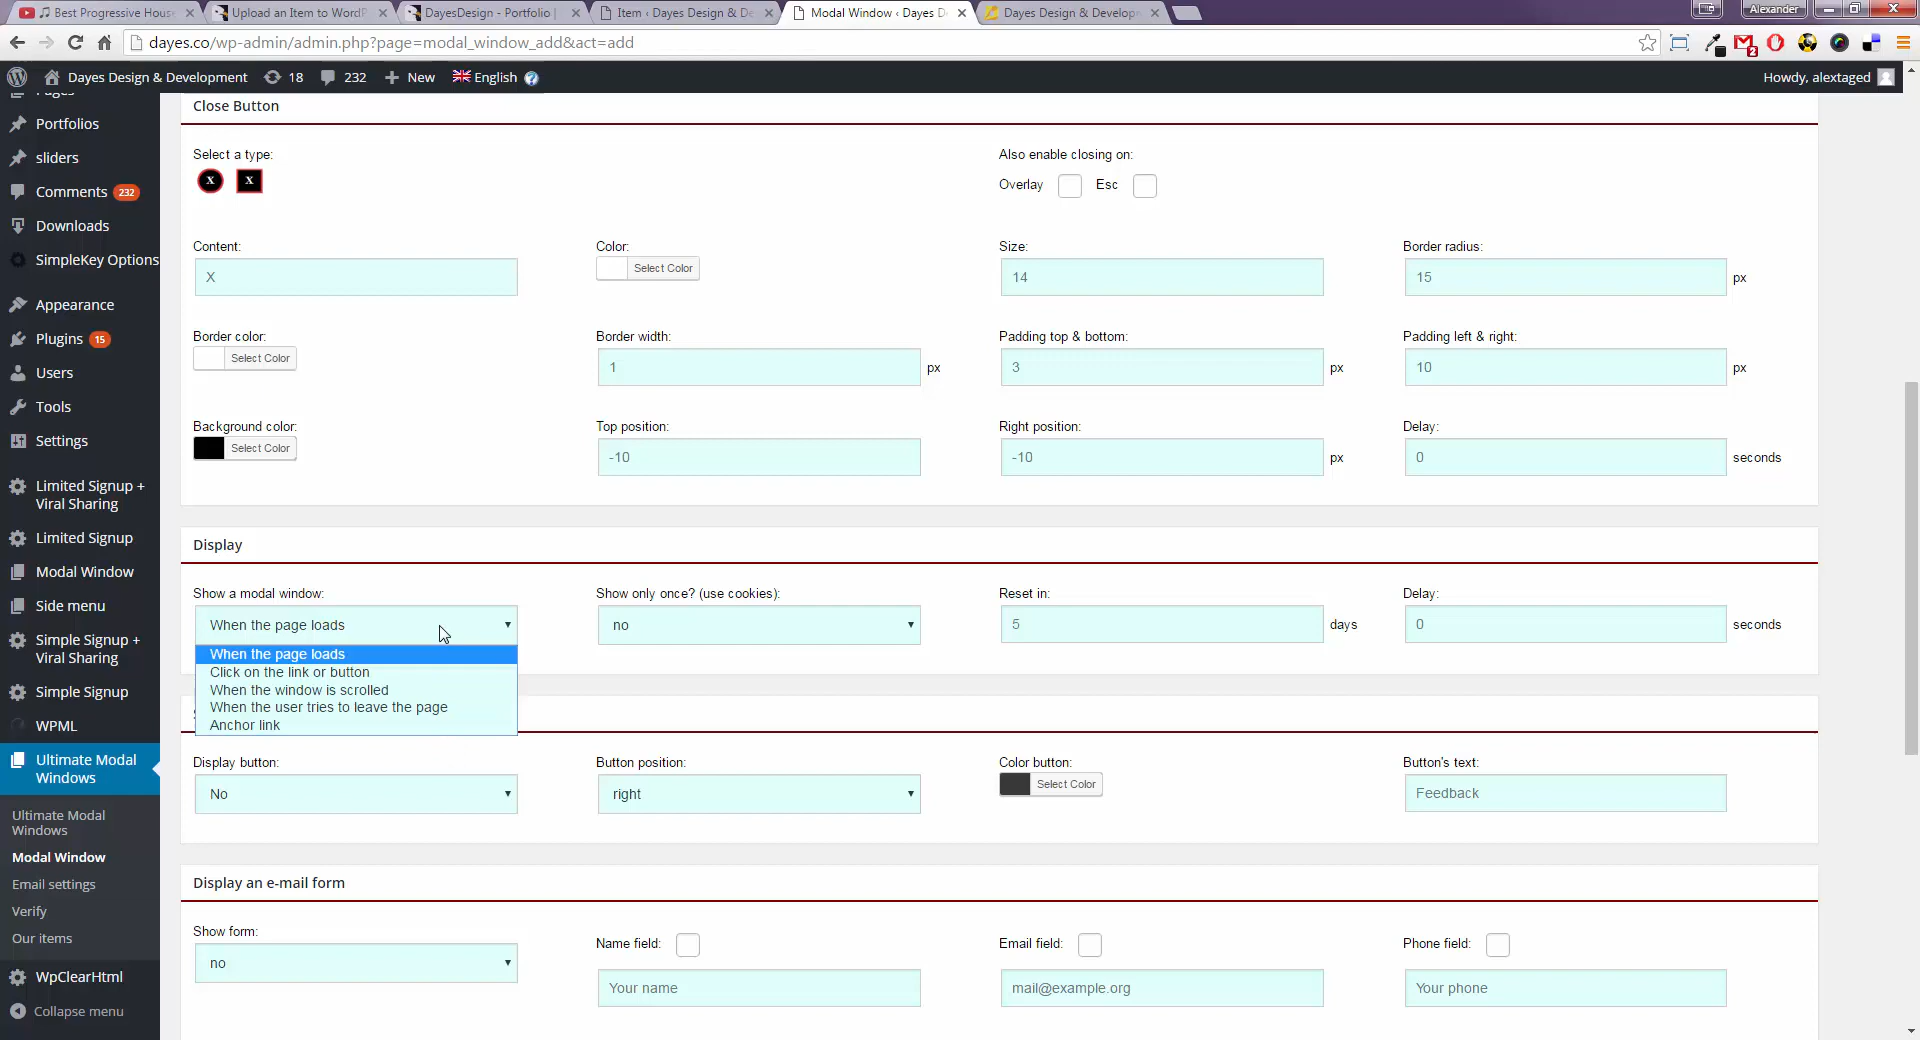 Best Progressive House
Upload an Item to WordP
DayesDesign - Portfolio |
Item ‹ Dayes Design & De
Modal Window ‹ Dayes D
Dayes Design & Develop
Alexander
dayes.co/wp-admin/admin.php?page=modal_window_add&act=add
2
Dayes Design & Development
18
232
New
English
Howdy, alextaged
Pages
Portfolios
sliders
Comments 232
Downloads
SimpleKey Options
Appearance
Plugins 15
Users
Tools
Settings
Limited Signup +
Viral Sharing
Limited Signup
Modal Window
Side menu
Simple Signup +
Viral Sharing
Simple Signup
WPML
Ultimate Modal
Windows
Ultimate Modal
Windows
Modal Window
Email settings
Verify
Our items
WpClearHtml
Collapse menu
Close Button
Select a type:
X
X
Also enable closing on:
Overlay
Esc
Content:
X
Color:
Select Color
Size:
14
Border radius:
15
px
Border color:
Select Color
Border width:
1
px
Padding top & bottom:
3
px
Padding left & right:
10
px
Background color:
Select Color
Top position:
-10
Right position:
-10
px
Delay:
0
seconds
Display
Show a modal window:
When the page loads
When the page loads
Click on the link or button
When the window is scrolled
When the user tries to leave the page
Anchor link
Show only once? (use cookies):
no
Reset in:
5
days
Delay:
0
seconds
Display button:
No
Button position:
right
Color button:
Select Color
Button's text:
Feedback
Display an e-mail form
Show form:
no
Name field:
Your name
Email field:
mail@example.org
Phone field:
Your phone